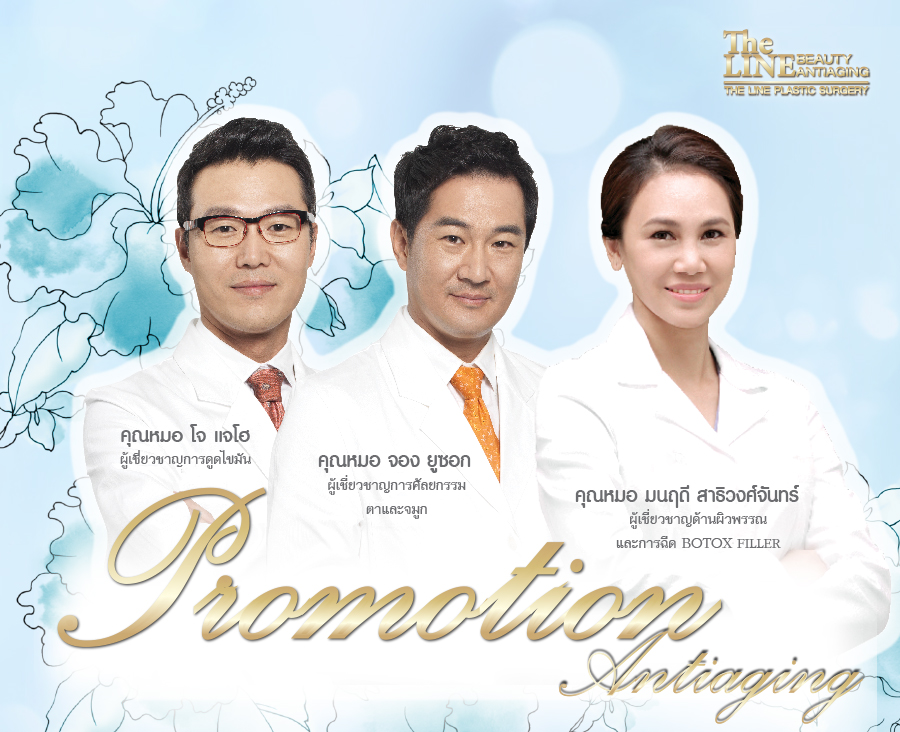 The
LINE BEAUTY ANTIAGING
THE LINE PLASTIC SURGERY
คุณหมอ โจ แจโฮ
ผู้เชี่ยวชาญการดูดไขมัน
คุณหมอ จอง ยูซอก
ผู้เชี่ยวชาญการศัลยกรรม
ตาและจมูก
คุณหมอ มนฤดี สาธิวงศ์จันทร์
ผู้เชี่ยวชาญด้านผิวพรรณ
และการฉีด BOTOX FILLER
Promotion
Antiaging